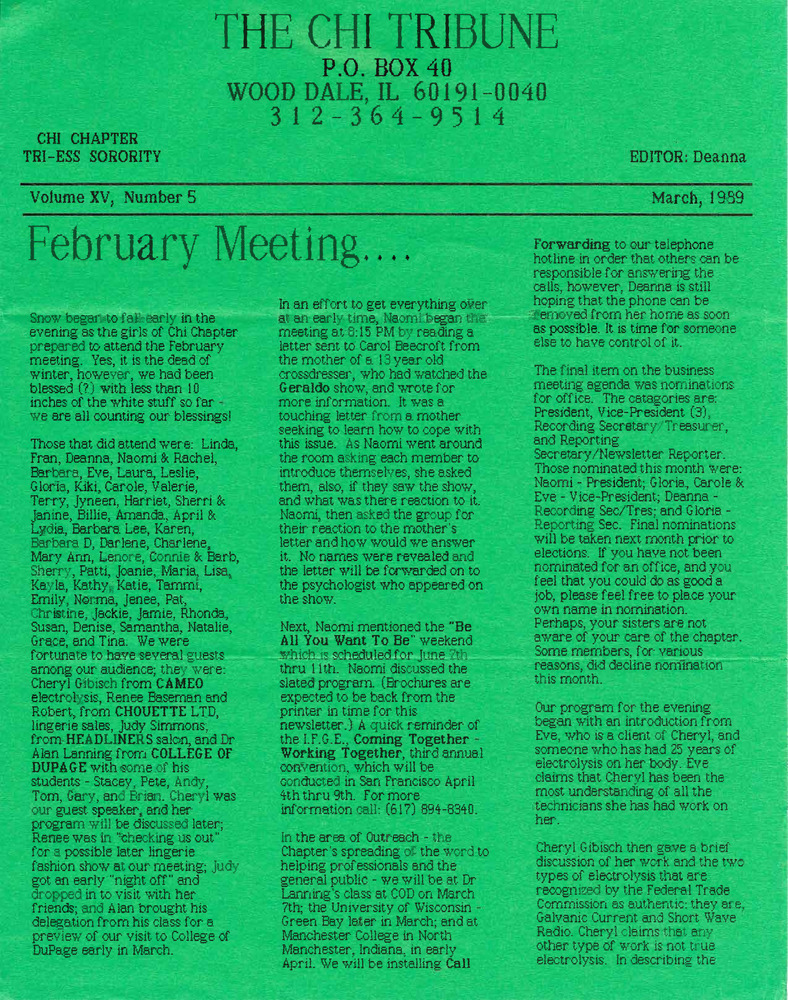 THE CHI TRIBUNE
P.O. BOX 40
WOOD DALE, IL 60191-0040
312-364-9514
CHI CHAPTER
TRI-ESS SORORITY
EDITOR: Deanna
Volume XV, Number 5
March, 1989
February Meeting....
Snow began to fall early in the
evening as the girls of Chi Chapter
prepared to attend the February
meeting. Yes, it is the dead of
winter, however, we had been
blessed (?) with less than 10
inches of the white stuff so far -
we are all counting our blessings!
Those that did attend were: Linda,
Fran, Deanna, Naomi & Rachel,
Barbara, Eve, Laura, Leslie,
Gloria, Kiki, Carole, Valerie,
Terry, Jyneen, Harriet, Sherri &
Janine, Billie, Amanda, April &
Lydia, Barbara Lee, Karen,
Barbara D, Darlene, Charlene,
Mary Ann, Lenore, Connie & Barb,
Sherry, Patti, Joanie, Maria, Lisa,
Kayla, Kathy, Katie, Tammi,
Emily, Norma, Jenee, Pat,
Christine, Jackie, Jamie, Rhonda,
Susan, Denise, Samantha, Natalie,
Grace, and Tina. We were
fortunate to have several guests
among our audience; they were:
Cheryl Gibisch from CAMEO
electrolysis, Renee Baseman and
Robert, from CHOUETTE LTD,
lingerie sales, Judy Simmons,
from HEADLINERS salon, and Dr
Alan Lanning from COLLEGE OF
DUPAGE with some of his
students - Stacey, Pete, Andy,
Tom, Gary, and Brian. Cheryl was
our guest speaker, and her
program will be discussed later;
Renee was in "checking us out"
for a possible later lingerie
fashion show at our meeting; Judy
got an early "night off" and
dropped in to visit with her
friends; and Alan brought his
delegation from his class for a
preview of our visit to College of
DuPage early in March.
In an effort to get everything over
at an early time, Naomi began the
meeting at 8:15 PM by reading a
letter sent to Carol Beecroft from
the mother of a 13 year old
crossdresser, who had watched the
Geraldo show, and wrote for
more information. It was a
touching letter from a mother
seeking to learn how to cope with
this issue. As Naomi went around
the room asking each member to
introduce themselves, she asked
them, also, if they saw the show,
and what was there reaction to it.
Naomi, then asked the group for
their reaction to the mother's
letter and how would we answer
it. No names were revealed and
the letter will be forwarded on to
the psychologist who appeared on
the show.
Next, Naomi mentioned the "Be
All You Want To Be" weekend
which is scheduled for June 7th
thru 11th. Naomi discussed the
slated program. (Brochures are
expected to be back from the
printer in time for this
newsletter.) A quick reminder of
the I.F.G.E., Coming Together -
Working Together, third annual
convention, which will be
conducted in San Francisco April
4th thru 9th. For more
information call: (617) 894-8340.
In the area of Outreach - the
Chapter's spreading of the word to
helping professionals and the
general public - we will be at Dr
Lanning's class at COD on March
7th; the University of Wisconsin -
Green Bay later in March; and at
Manchester College in North
Manchester, Indiana, in early
April. We will be installing Call
Forwarding to our telephone
hotline in order that others can be
responsible for answering the
calls, however, Deanna is still
hoping that the phone can be
removed from her home as soon
as possible. It is time for someone
else to have control of it.
The final item on the business
meeting agenda was nominations
for office. The catagories are:
President, Vice-President (3),
Recording Secretary/Treasurer,
and Reporting
Secretary/Newsletter Reporter.
Those nominated this month were:
Naomi - President; Gloria, Carole &
Eve - Vice-President; Deanna -
Recording Sec/Tres; and Gloria -
Reporting Sec. Final nominations
will be taken next month prior to
elections. If you have not been
nominated for an office, and you
feel that you could do as good a
job, please feel free to place your
own name in nomination.
Perhaps, your sisters are not
aware of your care of the chapter.
Some members, for various
reasons, did decline nomination
this month.
Our program for the evening
began with an introduction from
Eve, who is a client of Cheryl, and
someone who has had 25 years of
electrolysis on her body. Eve
claims that Cheryl has been the
most understanding of all the
technicians she has had work on
her.
Cheryl Gibisch then gave a brief
discussion of her work and the two
types of electrolysis that are
recognized by the Federal Trade
Commission as authentic: they are,
Galvanic Current and Short Wave
Radio. Cheryl claims that any
other type of work is not true
electrolysis. In describing the